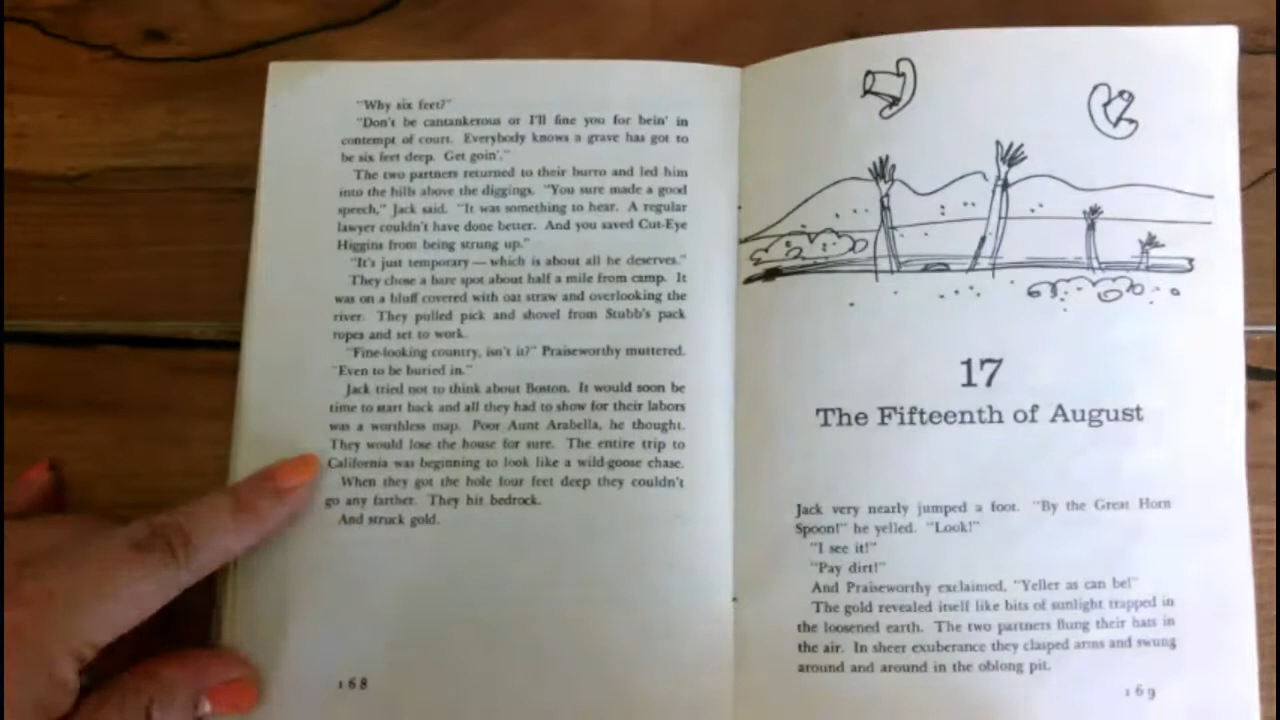 "Why six feet?"
"Don't be cantankerous or I'll fine you for bein' in
contempt of court. Everybody knows a grave has got to
be six feet deep. Get goin'."
The two partners returned to their burro and led him
into the hills above the diggings. "You sure made a good
speech," Jack said. "It was something to hear. A regular
lawyer couldn't have done better. And you saved Cut-Eye
Higgins from being strung up."
"It's just temporary — which is about all he deserves."
They chose a bare spot about half a mile from camp. It
was on a bluff covered with oat straw and overlooking the
river. They pulled pick and shovel from Stubb's pack
ropes and set to work.
"Fine-looking country, isn't it?" Praiseworthy muttered.
"Even to be buried in."
Jack tried not to think about Boston. It would soon be
time to start back and all they had to show for their labors
was a worthless map. Poor Aunt Arabella, he thought.
They would lose the house for sure. The entire trip to
California was beginning to look like a wild-goose chase.
When they got the hole four feet deep they couldn't
go any farther. They hit bedrock.
And struck gold.
168
17
The Fifteenth of August
Jack very nearly jumped a foot. "By the Great Horn
Spoon!" he yelled. "Look!"
"I see it!"
"Pay dirt!"
And Praiseworthy exclaimed, "Yeller as can be!"
The gold revealed itself like bits of sunlight trapped in
the loosened earth. The two partners flung their hats in
the air. In sheer exuberance they clasped arms and swung
around and around in the oblong pit.
169